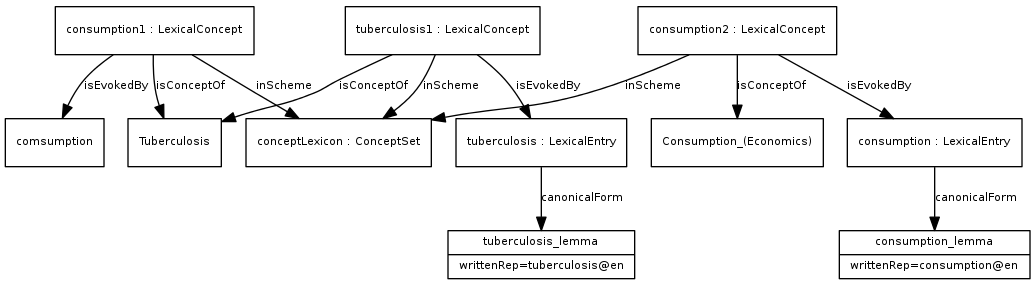 consumption1 : LexicalConcept
tuberculosis1 : LexicalConcept
consumption2 : LexicalConcept
isEvokedBy
isConceptOf
inScheme
isConceptOf
inScheme
isEvokedBy
inScheme
isConceptOf
isEvokedBy
comsumption
Tuberculosis
conceptLexicon : ConceptSet
tuberculosis : LexicalEntry
Consumption_(Economics)
consumption : LexicalEntry
canonicalForm
canonicalForm
tuberculosis_lemma
writtenRep=tuberculosis@en
consumption_lemma
writtenRep=consumption@en